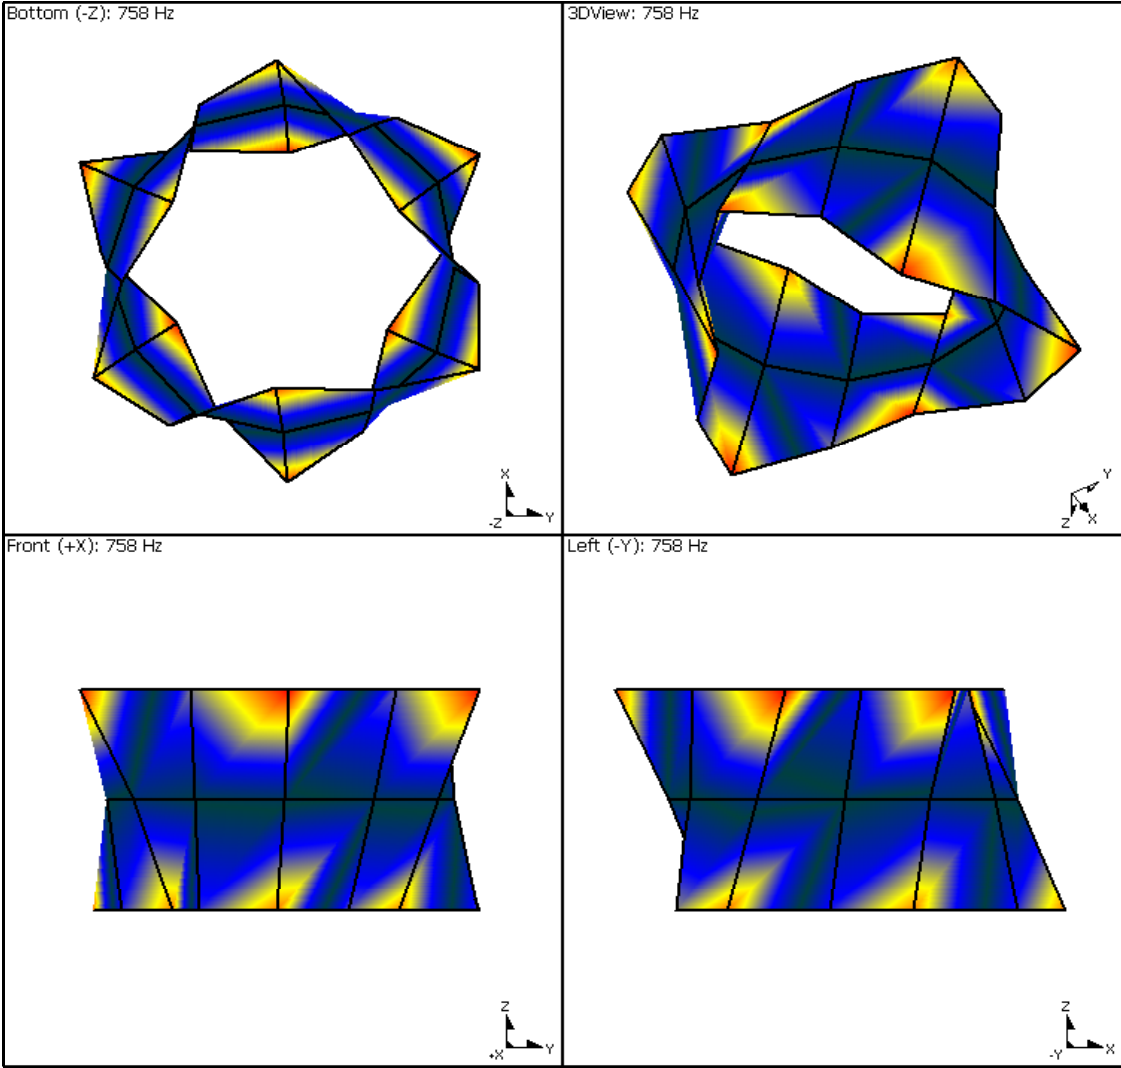 Bottom (-Z): 758 Hz
X
-Z
Y
3DView: 758 Hz
Y
Z
X
Front (+X): 758 Hz
Z
+X
Y
Left (-Y): 758 Hz
Z
-Y
X